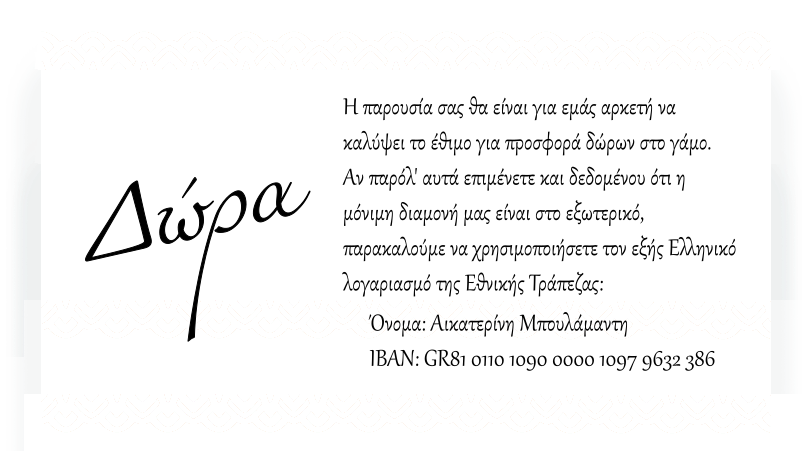 Δώρα
Η παρουσία σας θα είναι για εμάς αρκετή να
καλύψει το έθιμο για προσφορά δώρων στο γάμο.
Αν παρόλ' αυτά επιμένετε και δεδομένου ότι η
μόνιμη διαμονή μας είναι στο εξωτερικό,
παρακαλούμε να χρησιμοποιήσετε τον εξής Ελληνικό
λογαριασμό της Εθνικής Τράπεζας:
Όνομα: Αικατερίνη Μπουλάμαντη
IBAN: GR81 0110 1090 0000 1097 9632 386